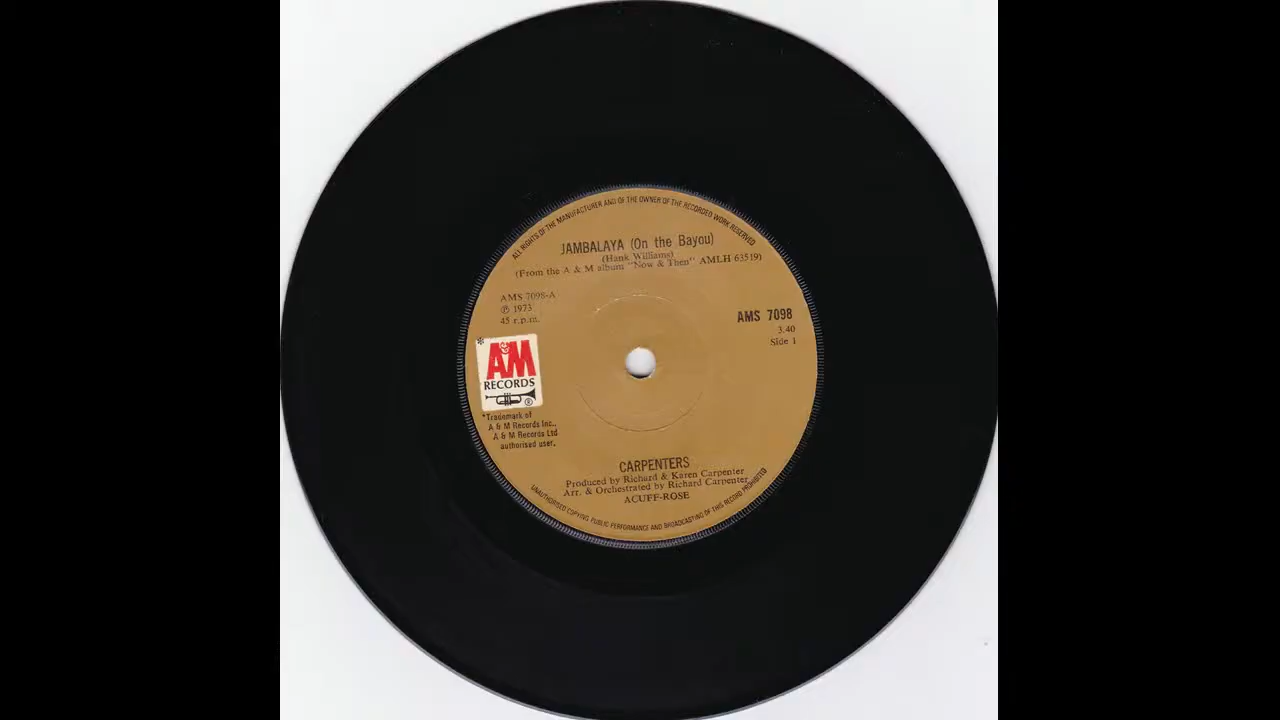 ALL RIGHTS OF THE MANUFACTURER AND OF THE OWNER OF THE RECORDED WORK RESERVED
JAMBALAYA (On the Bayou)
(Hank Williams)
(From the A & M album "Now & Then" AMLH 63519)
AMS 7098-A
℗ 1973
45 r.p.m.
AMS 7098
3.40
Side 1
*
A&M
RECORDS
®
*Trademark of
A & M Records Inc.,
A & M Records Ltd
authorised user.
CARPENTERS
Produced by Richard & Karen Carpenter
Arr. & Orchestrated by Richard Carpenter
ACUFF-ROSE
UNAUTHORISED COPYING PUBLIC PERFORMANCE AND BROADCASTING OF THIS RECORD PROHIBITED